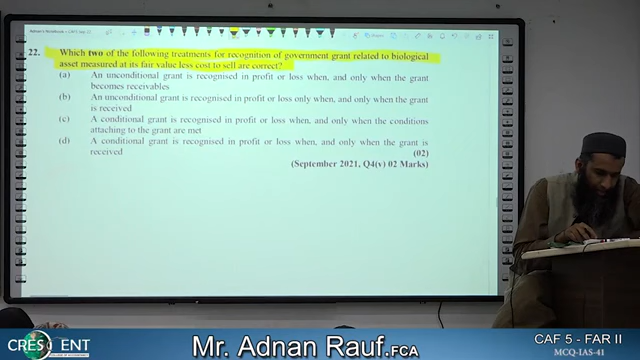 22. Which two of the following treatments for recognition of government grant related to biological
asset measured at its fair value less cost to sell are correct?
(a) An unconditional grant is recognised in profit or loss when, and only when the grant
becomes receivables
(b) An unconditional grant is recognised in profit or loss only when, and only when the grant
is received
(c) A conditional grant is recognised in profit or loss when, and only when the conditions
attaching to the grant are met
(d) A conditional grant is recognised in profit or loss when, and only when the grant is
received (02)
(September 2021, Q4(v) 02 Marks)
CRESCENT
Mr. Adnan Rauf.FCA
CAF 5 - FAR II
MCQ-IAS-41